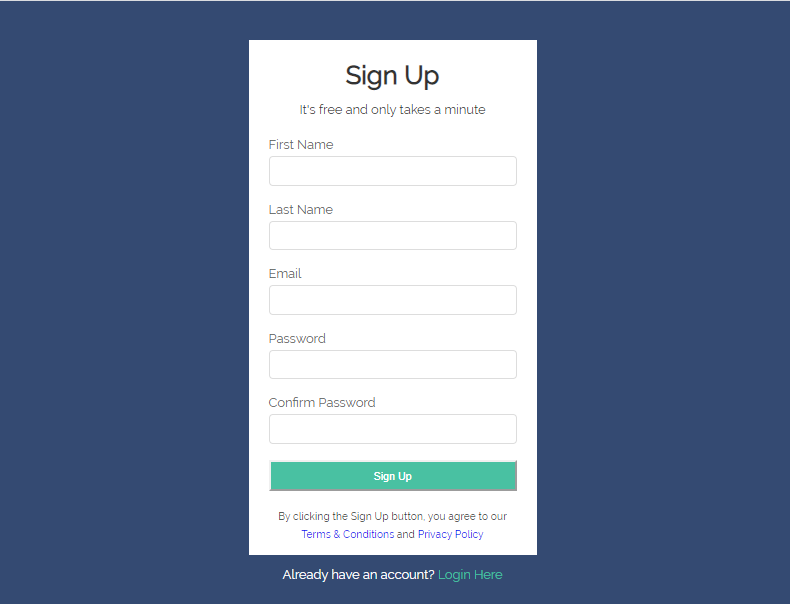 Sign Up
It's free and only takes a minute
First Name
Last Name
Email
Password
Confirm Password
Sign Up
By clicking the Sign Up button, you agree to our
Terms & Conditions and Privacy Policy
Already have an account? Login Here